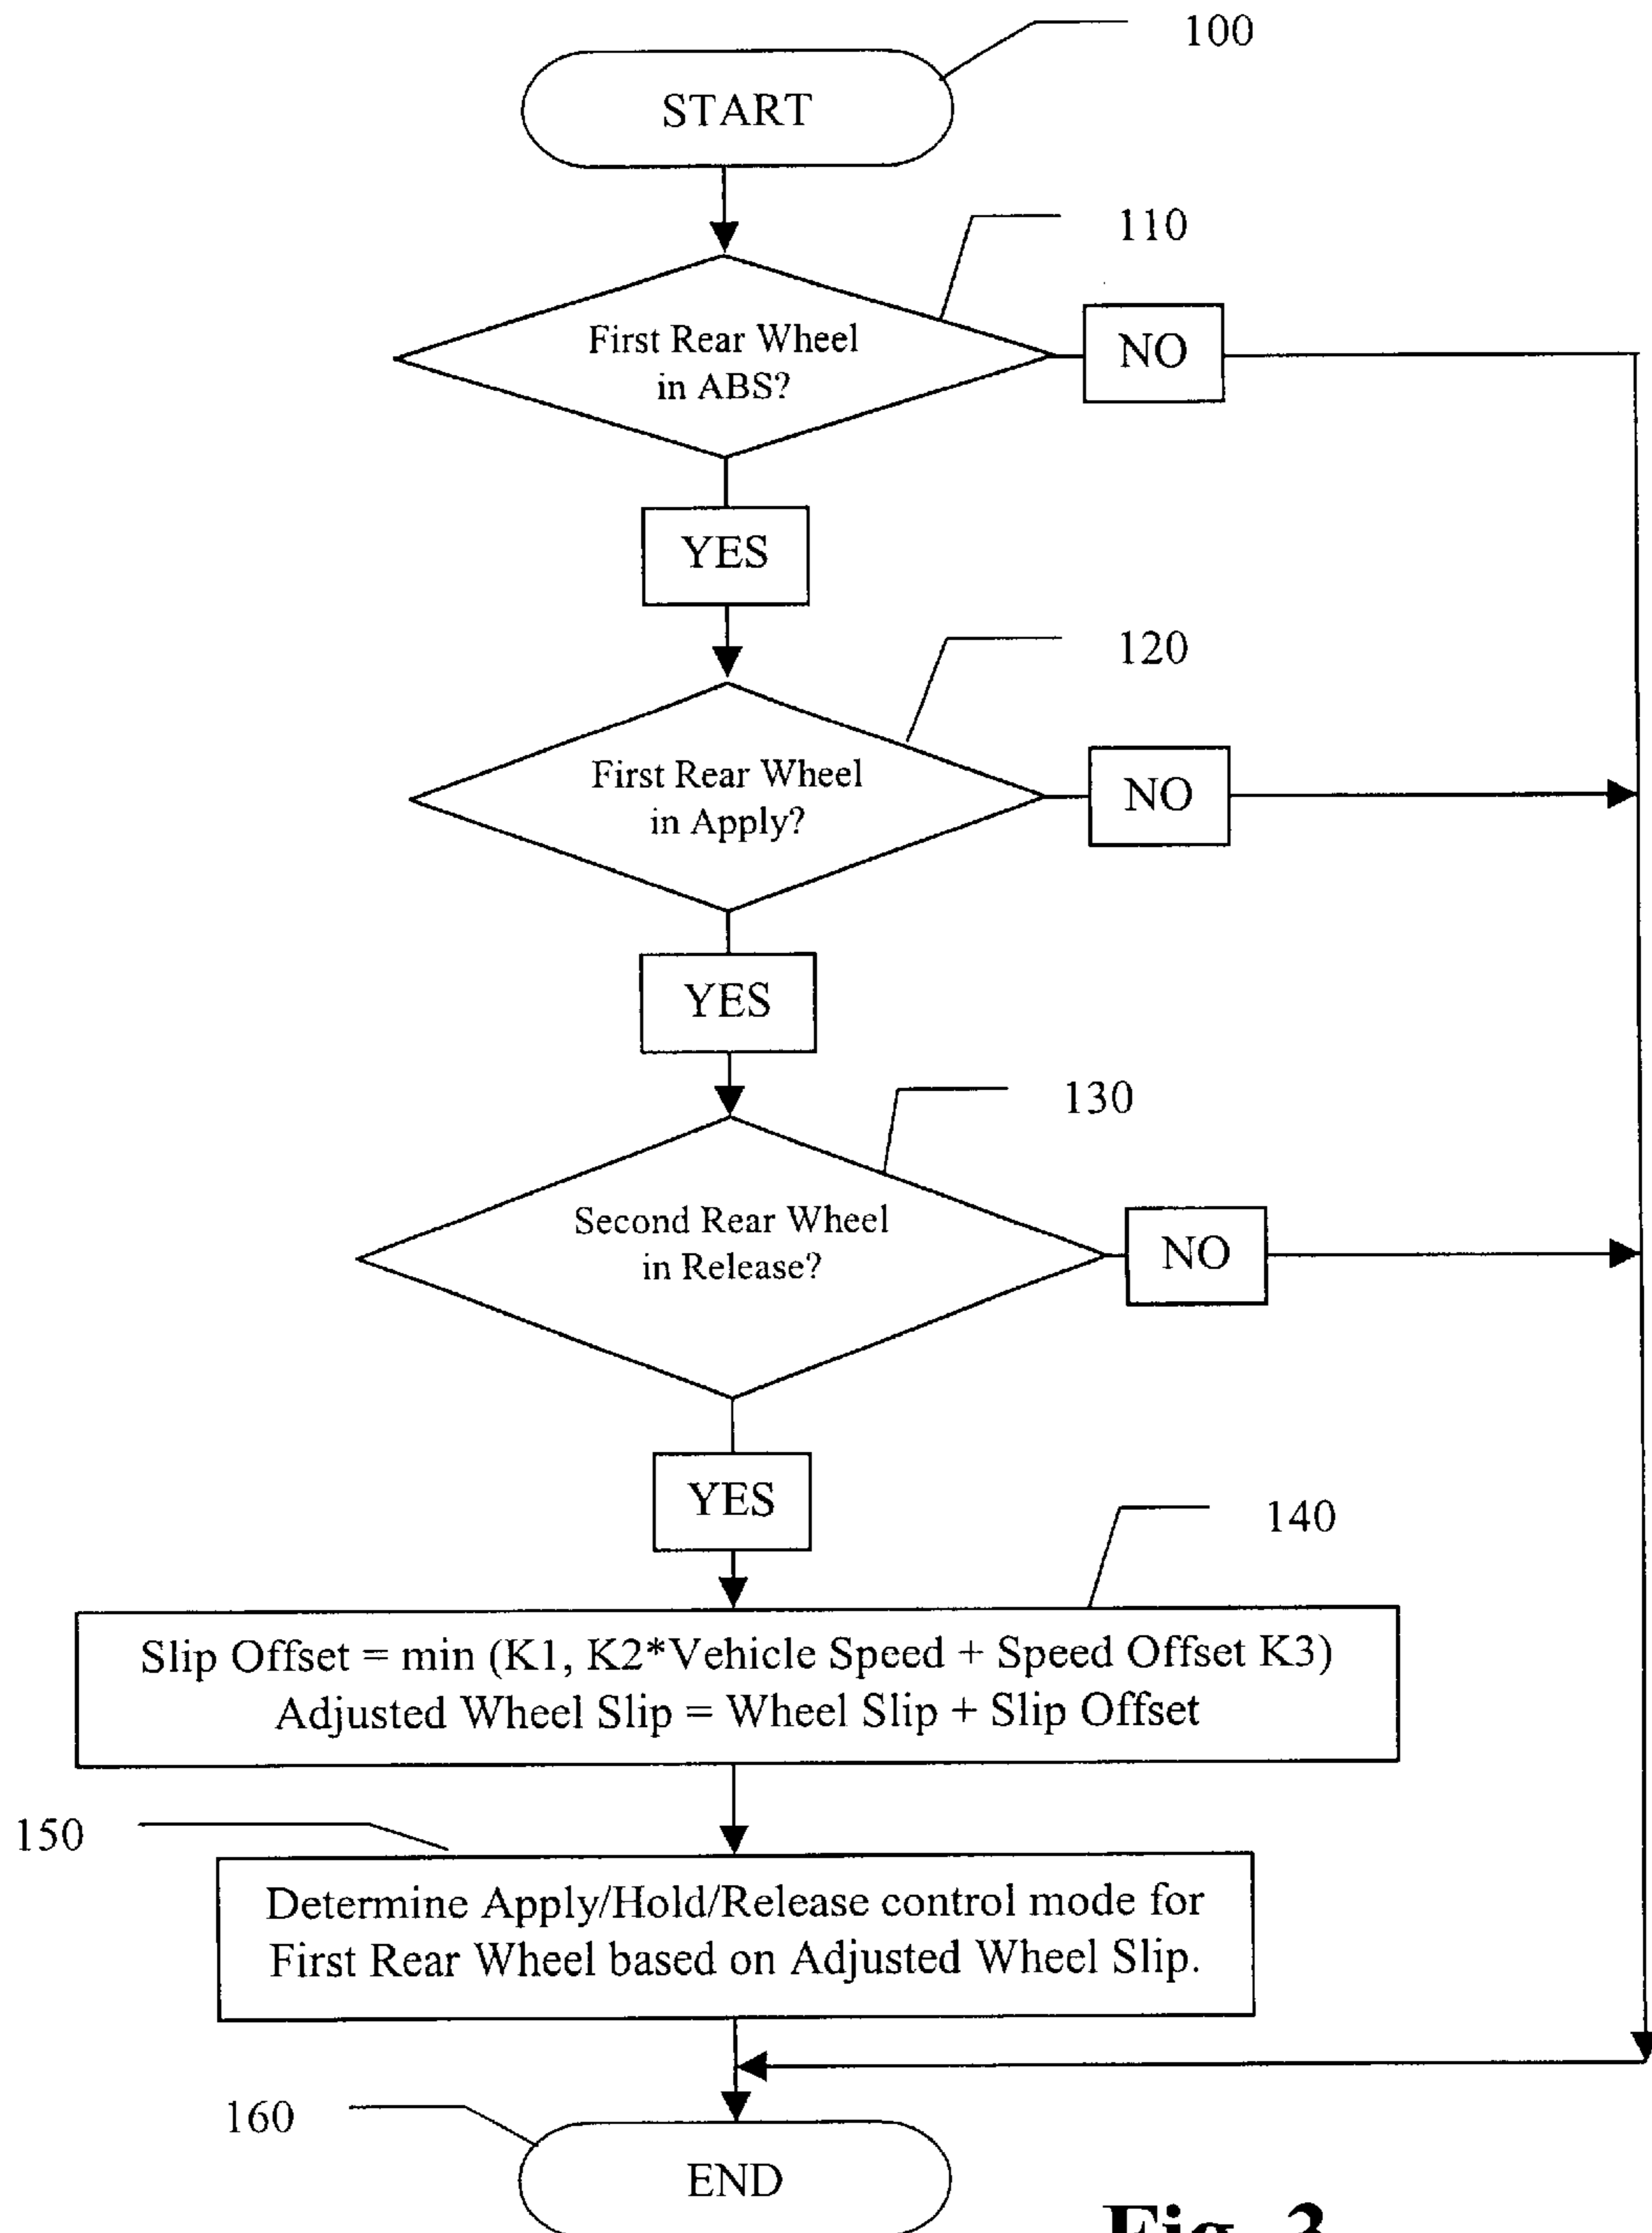 100
START
110
First Rear Wheel
in ABS?
NO
YES
120
First Rear Wheel
in Apply?
NO
YES
130
Second Rear Wheel
in Release?
NO
YES
140
Slip Offset = min (K1, K2*Vehicle Speed + Speed Offset K3)
Adjusted Wheel Slip = Wheel Slip + Slip Offset
150
Determine Apply/Hold/Release control mode for
First Rear Wheel based on Adjusted Wheel Slip.
160
END
Fig. 3